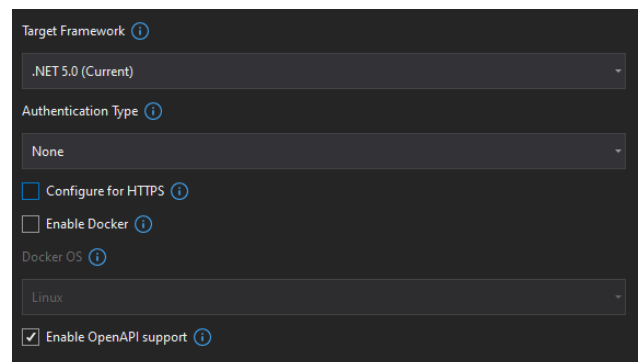 Target Framework
.NET 5.0 (Current)
Authentication Type
None
Configure for HTTPS
Enable Docker
Docker OS
Linux
Enable OpenAPI support